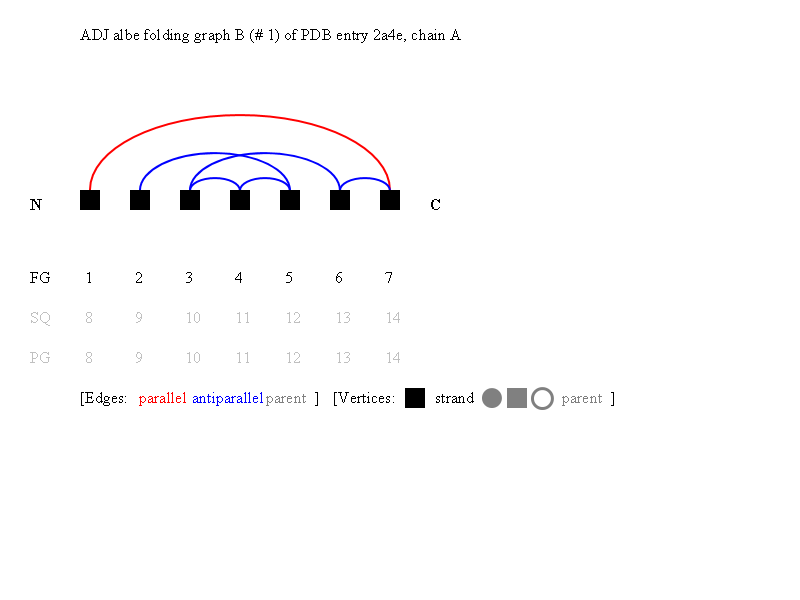 ADJ albe folding graph B (# 1) of PDB entry 2a4e, chain A
N C
FG 1 2 3 4 5 6 7
SQ 8 9 10 11 12 13 14
PG 8 9 10 11 12 13 14
[Edges: parallel antiparallel parent ] [Vertices: strand parent ]